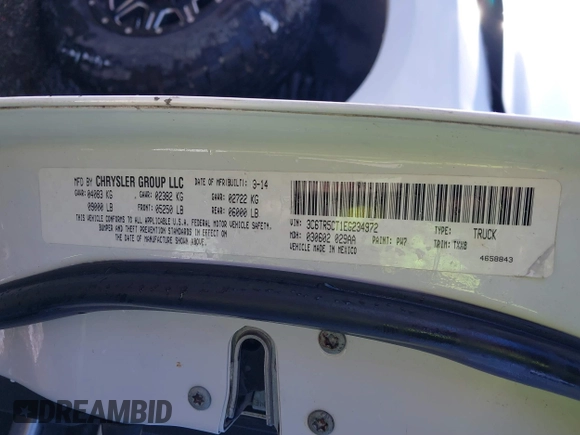 MFD BY CHRYSLER GROUP LLC DATE OF MFR(BUILT): 3-14
GVWR: 04083 KG GAWR: 02382 KG GAWR: 02722 KG
09000 LB FRONT: 05250 LB REAR: 06000 LB
THIS VEHICLE CONFORMS TO ALL APPLICABLE U.S.A. FEDERAL MOTOR VEHICLE SAFETY,
BUMPER AND THEFT PREVENTION STANDARDS IN EFFECT ON
THE DATE OF MANUFACTURE SHOWN ABOVE.
VIN: 3C6TR5CT1EG234972 TYPE: TRUCK
MDH: 030602 029AA PAINT: PW7 TRIM: TXX8
VEHICLE MADE IN MEXICO 4658843
DREAMBID